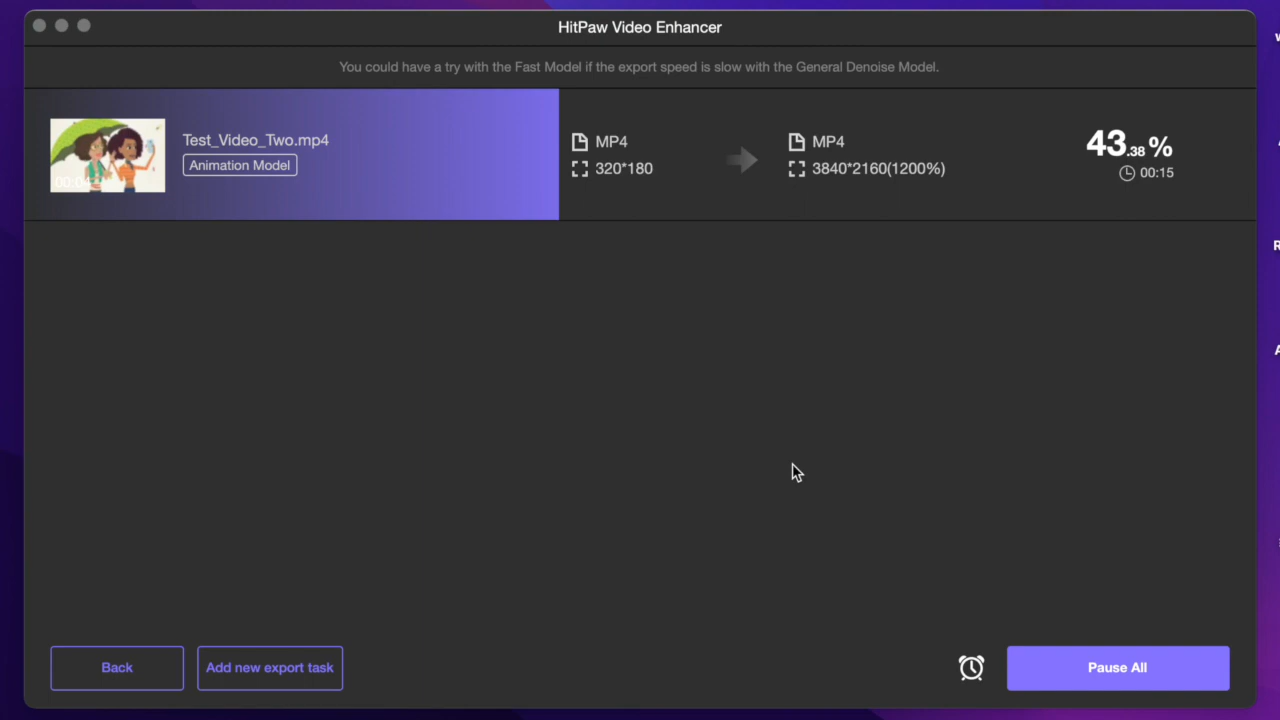 HitPaw Video Enhancer
You could have a try with the Fast Model if the export speed is slow with the General Denoise Model.
Test_Video_Two.mp4
Animation Model
MP4
320*180
MP4
3840*2160(1200%)
43.38 %
00:15
Back
Add new export task
Pause All